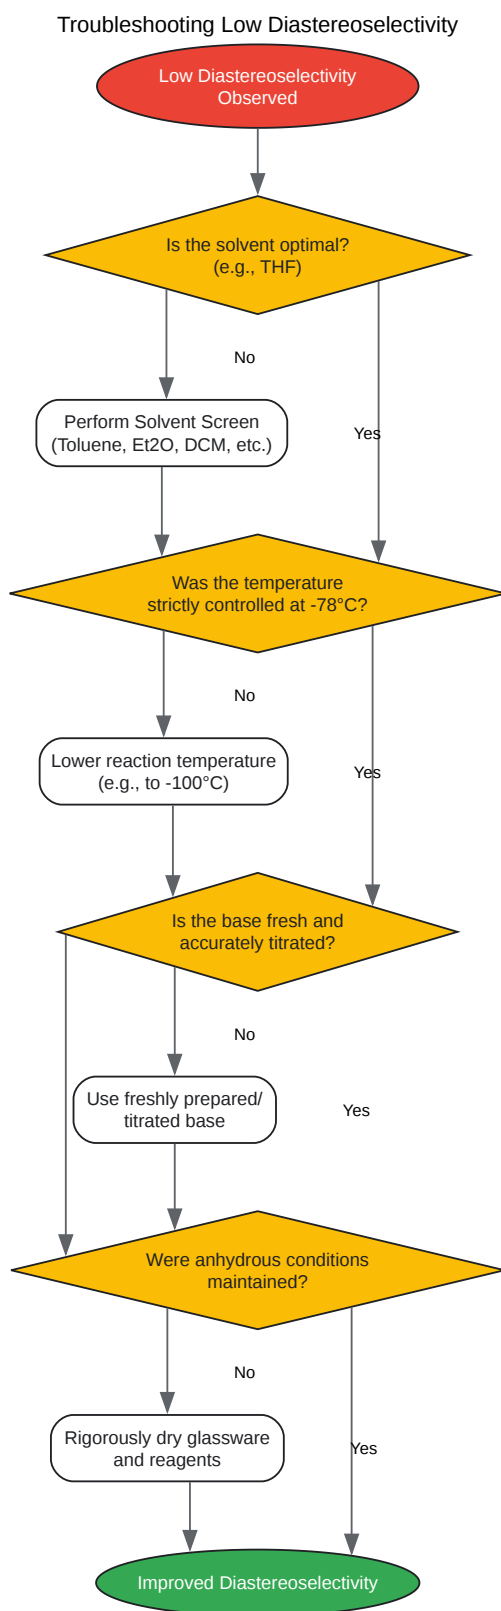 Troubleshooting Low Diastereoselectivity
Low Diastereoselectivity
Observed
Is the solvent optimal?
(e.g., THF)
No
Perform Solvent Screen
(Toluene, Et2O, DCM, etc.)
Yes
Was the temperature
strictly controlled at -78°C?
No
Lower reaction temperature
(e.g., to -100°C)
Yes
Is the base fresh and
accurately titrated?
No
Use freshly prepared/
titrated base
Yes
Were anhydrous conditions
maintained?
No
Rigorously dry glassware
and reagents
Yes
Improved Diastereoselectivity